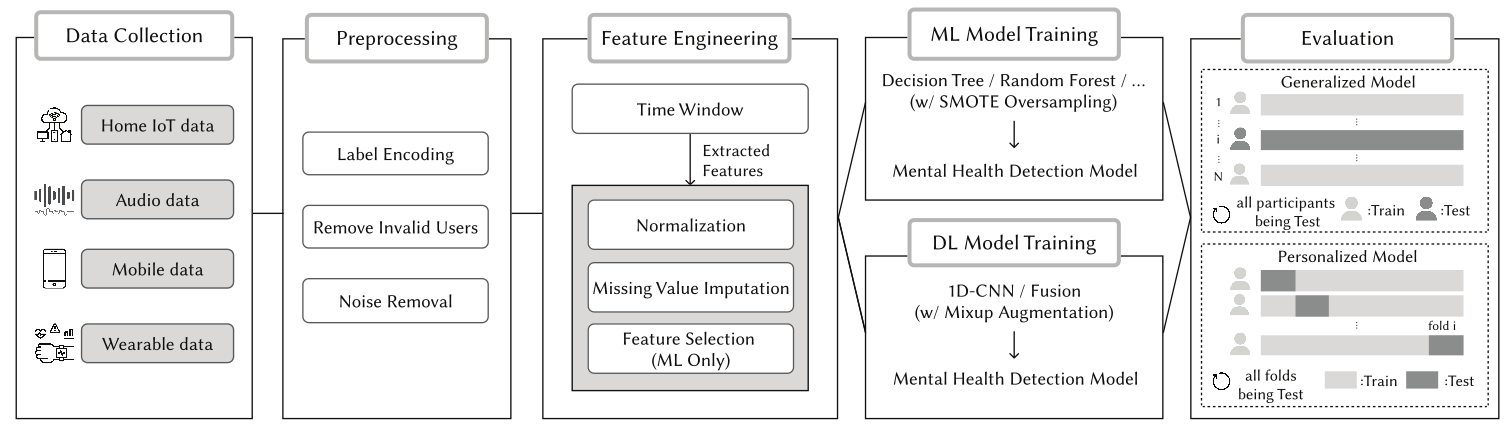 Data Collection
Home IoT data
Audio data
Mobile data
Wearable data
Preprocessing
Label Encoding
Remove Invalid Users
Noise Removal
Feature Engineering
Time Window
Extracted
Features
Normalization
Missing Value Imputation
Feature Selection
(ML Only)
ML Model Training
Decision Tree / Random Forest / ...
(w/ SMOTE Oversampling)
Mental Health Detection Model
DL Model Training
1D-CNN / Fusion
(w/ Mixup Augmentation)
Mental Health Detection Model
Evaluation
Generalized Model
1
i
N
all participants
being Test
:Train
:Test
Personalized Model
fold i
all folds
being Test
:Train
:Test